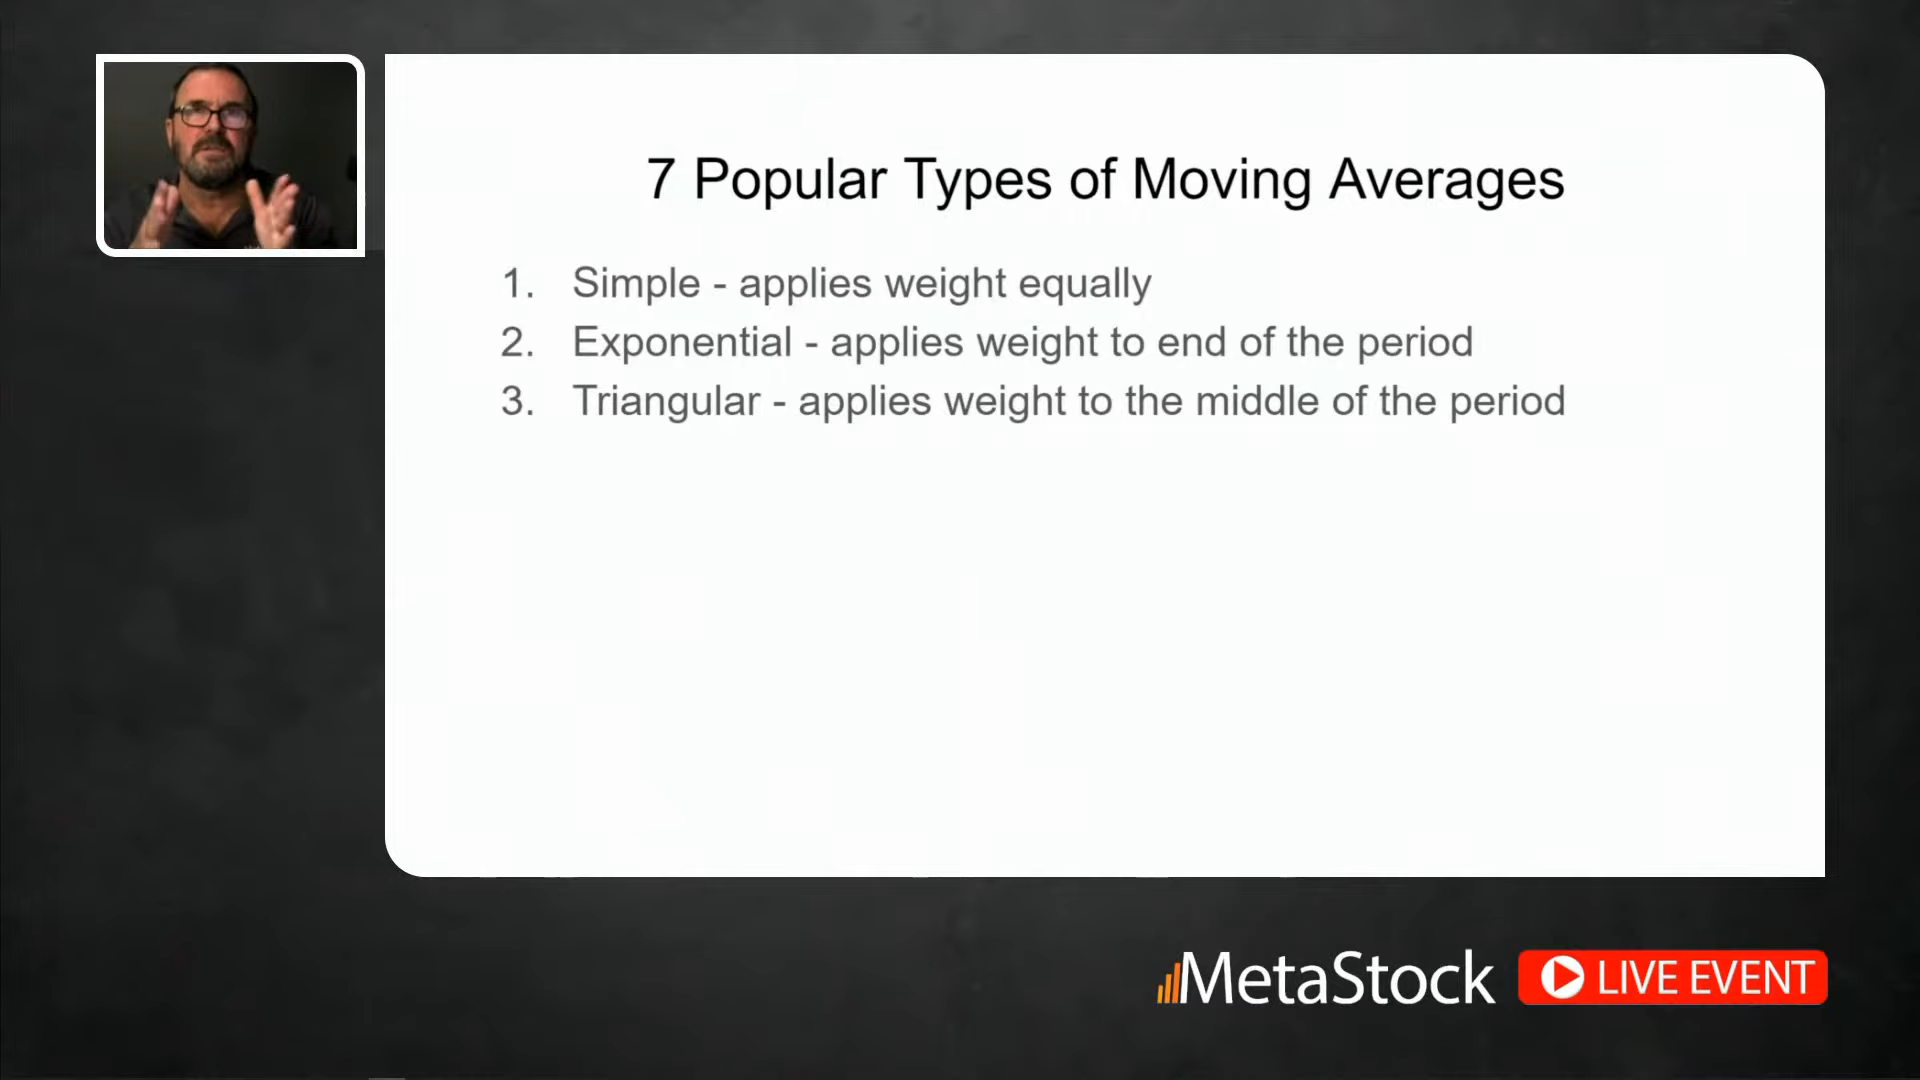 7 Popular Types of Moving Averages
1. Simple - applies weight equally
2. Exponential - applies weight to end of the period
3. Triangular - applies weight to the middle of the period
MetaStock LIVE EVENT